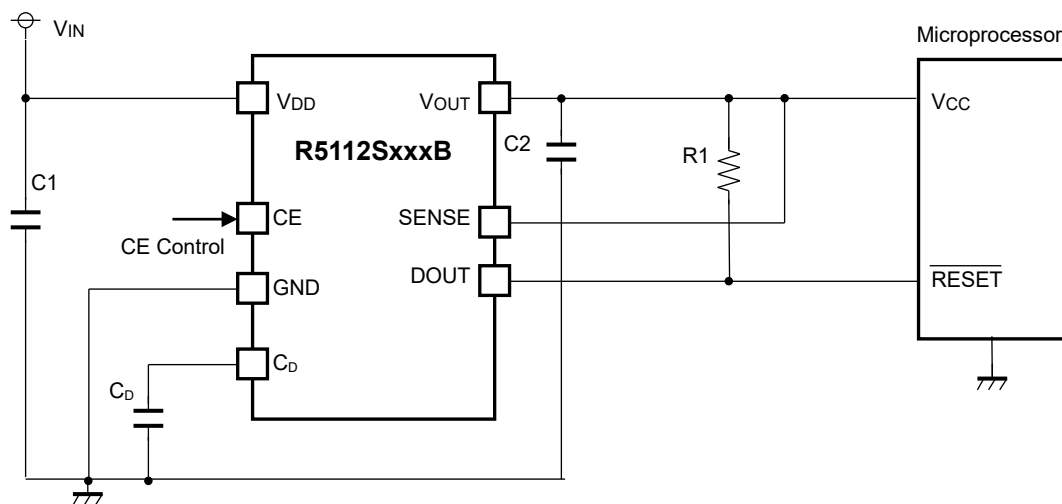 VIN
Microprocessor
VDD
VOUT
VCC
R5112SxxxB
C2
R1
C1
CE
SENSE
CE Control
DOUT
GND
RESET
CD
CD